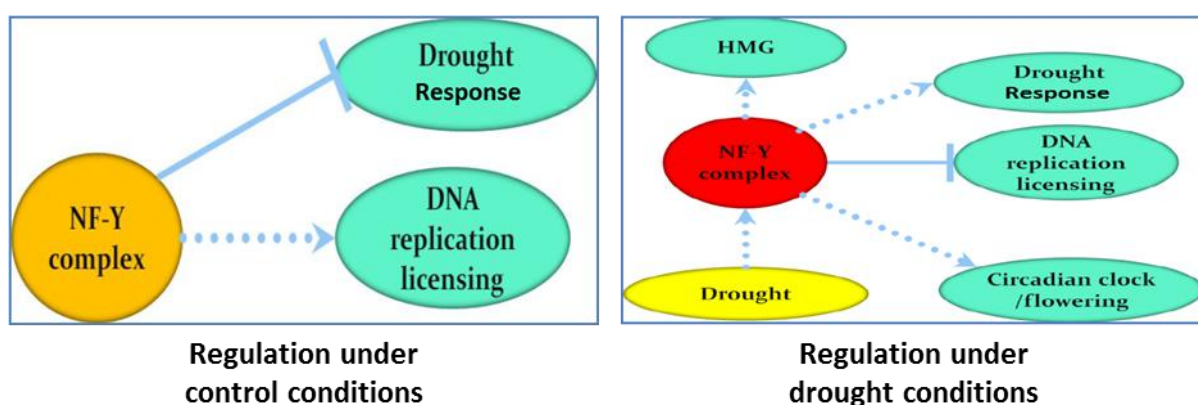 Drought
Response
NF-Y
complex
DNA
replication
licensing
Regulation under
control conditions
HMG
Drought
Response
NF-Y
complex
DNA
replication
licensing
Drought
Circadian clock
/flowering
Regulation under
drought conditions